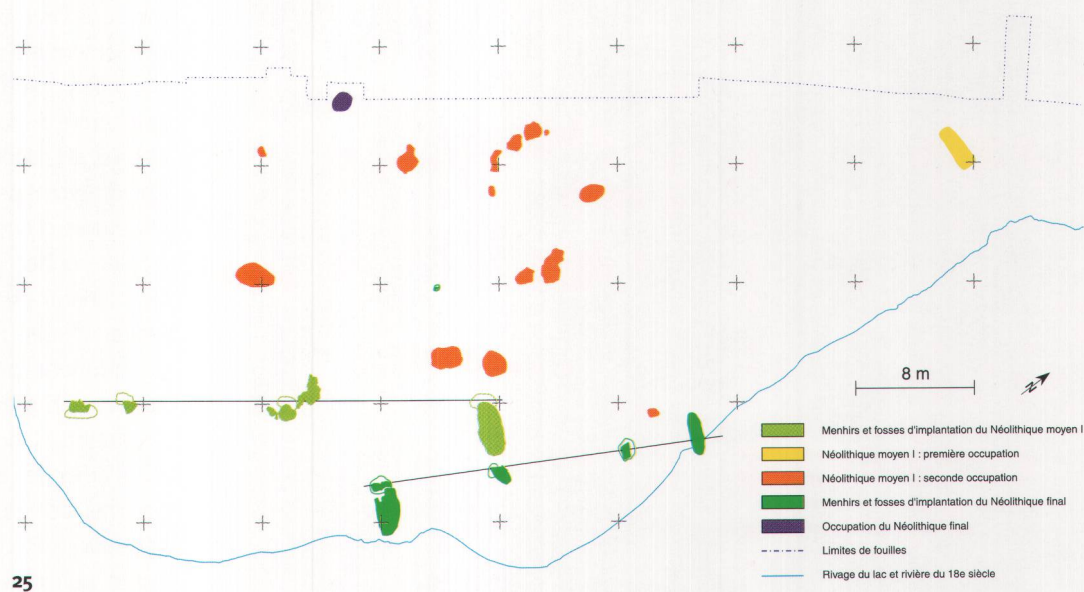 8 m
N
Menhirs et fosses d'implantation du Néolithique moyen I
Néolithique moyen I : première occupation
Néolithique moyen I : seconde occupation
Menhirs et fosses d'implantation du Néolithique final
Occupation du Néolithique final
Limites de fouilles
Rivage du lac et rivière du 18e siècle
25